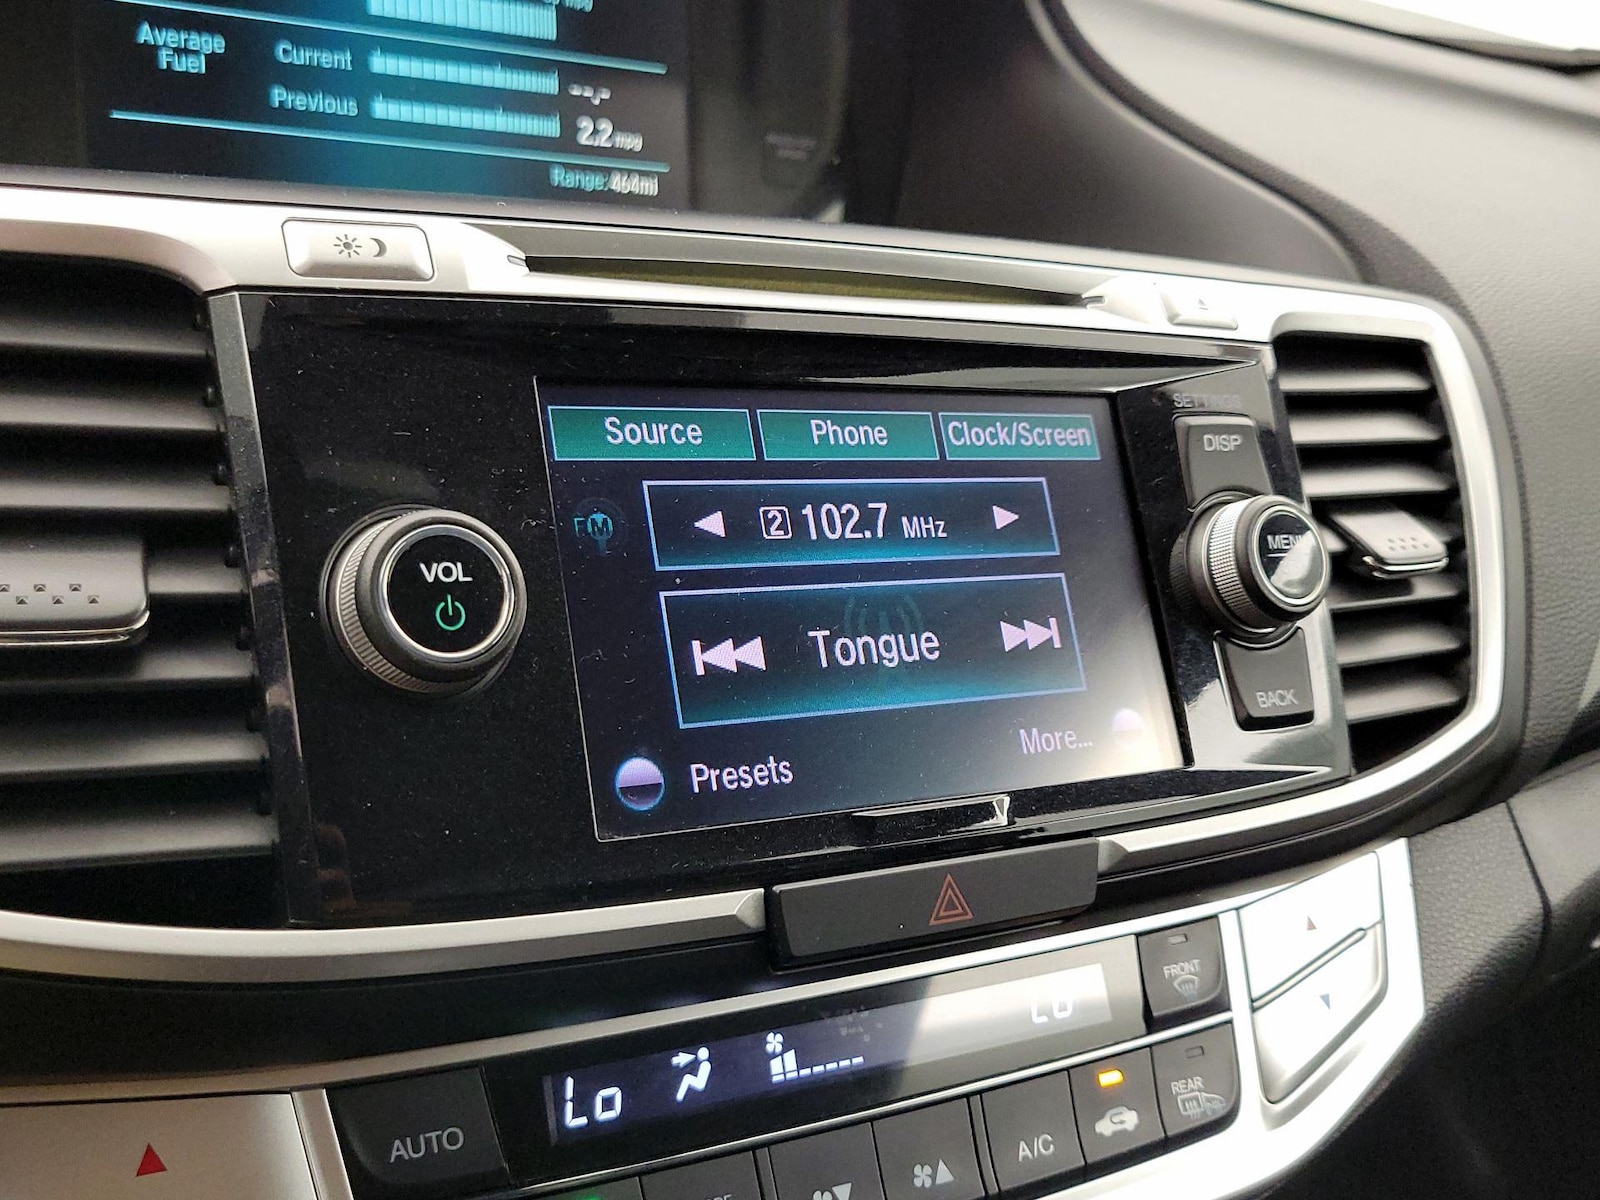 Average
Fuel
Current
--.-
Previous
2.2 mpg
Range: 464mi
SETTINGS
DISP
Source
Phone
Clock/Screen
FM
2 102.7 MHz
VOL
MENU
Tongue
BACK
Presets
More...
FRONT
Lo
Lo
REAR
A/C
AUTO